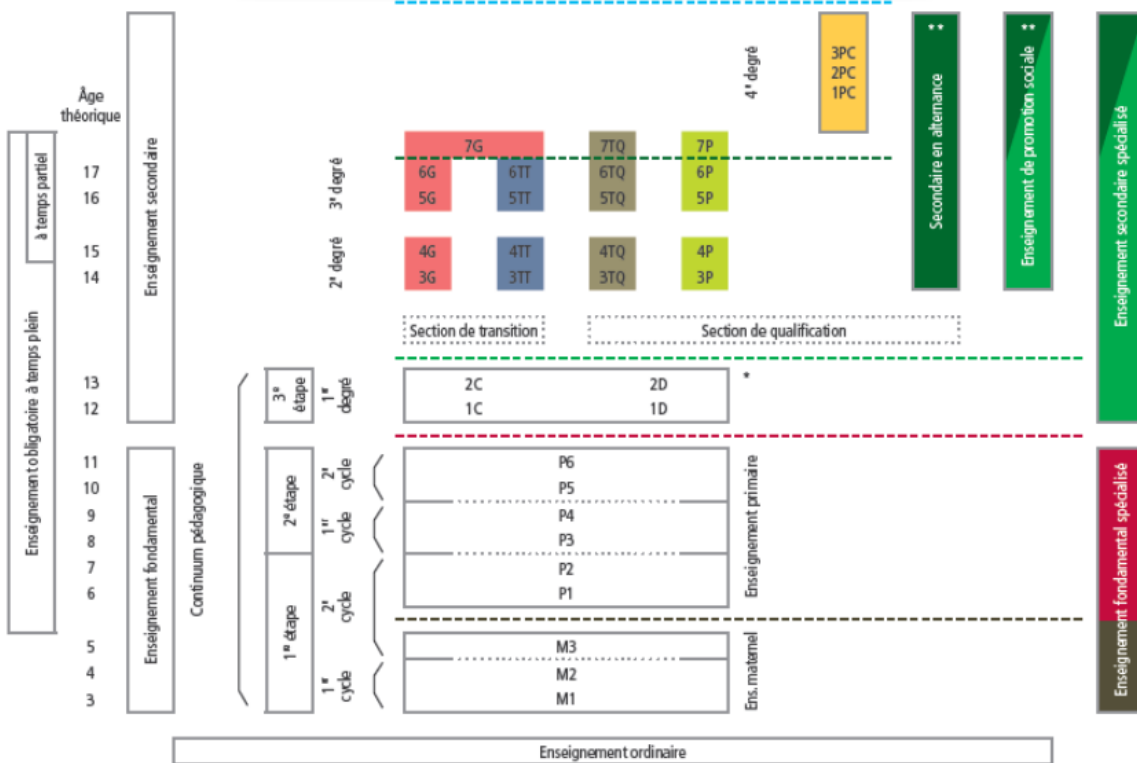 Âge
théorique
17
16
15
14
13
12
11
10
9
8
7
6
5
4
3
à temps partiel
Enseignement obligatoire à temps plein
Enseignement secondaire
Enseignement fondamental
Continuum pédagogique
3e
étape
2e étape
1re étape
4e degré
3e degré
2e degré
1er
degré
2e
cycle
1er
cycle
2e
cycle
1er
cycle
3PC
2PC
1PC
7G
7TQ
7P
6G
6TT
6TQ
6P
5G
5TT
5TQ
5P
4G
4TT
4TQ
4P
3G
3TT
3TQ
3P
Section de transition
Section de qualification
2C
2D
*
1C
1D
P6
P5
P4
P3
P2
P1
M3
M2
M1
Enseignement primaire
Ens. maternel
Secondaire en alternance **
Enseignement de promotion sociale **
Enseignement secondaire spécialisé
Enseignement fondamental spécialisé
Enseignement ordinaire